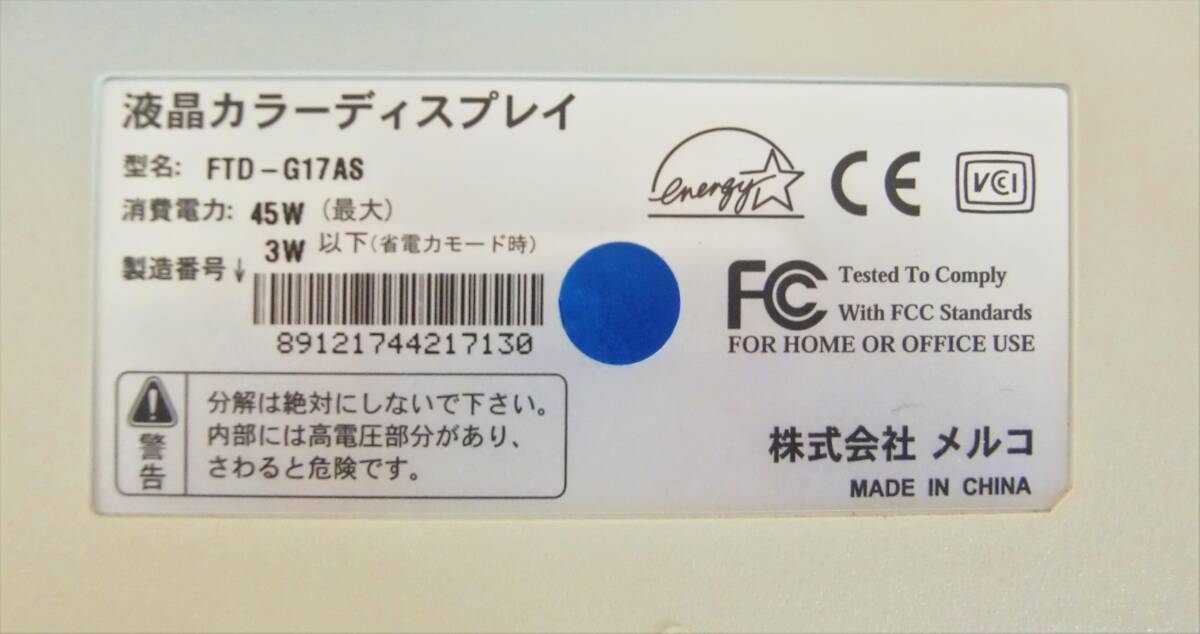 液晶カラーディスプレイ
型名: FTD-G17AS
消費電力: 45W (最大)
3W 以下(省電力モード時)
製造番号↓
89121744217130
警告
分解は絶対にしないで下さい。
内部には高電圧部分があり、
さわると危険です。
energy
CE
VCCI
FCC
Tested To Comply
With FCC Standards
FOR HOME OR OFFICE USE
株式会社 メルコ
MADE IN CHINA